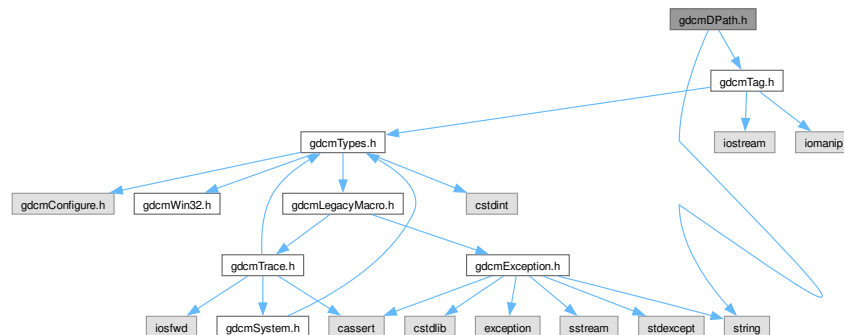 gdcmDPath.h
gdcmTag.h
gdcmTypes.h
iostream
iomanip
gdcmConfigure.h
gdcmWin32.h
gdcmLegacyMacro.h
cstdint
gdcmTrace.h
gdcmException.h
iosfwd
gdcmSystem.h
cassert
cstdlib
exception
sstream
stdexcept
string